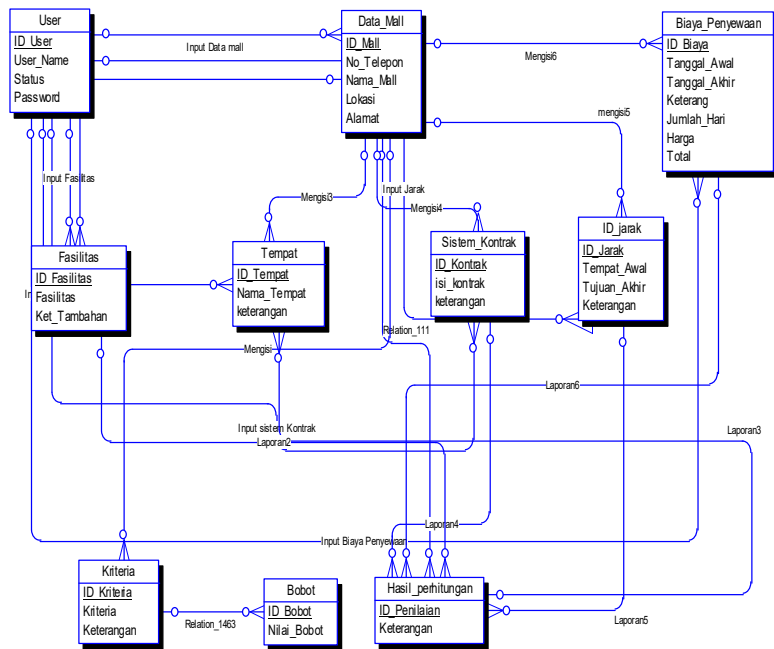 User
ID_User
User_Name
Status
Password
Input Data mall
Data_Mall
ID_Mall
No_Telepon
Nama_Mall
Lokasi
Alamat
Mengisi6
mengisi5
Biaya_Penyewaan
ID_Biaya
Tanggal_Awal
Tanggal_Akhir
Keterang
Jumlah_Hari
Harga
Total
Input Fasilitas
Mengisi3
Input Jarak
Mengisi4
Fasilitas
ID_Fasilitas
Fasilitas
Ket_Tambahan
Tempat
ID_Tempat
Nama_Tempat
keterangan
Sistem_Kontrak
ID_Kontrak
isi_kontrak
keterangan
ID_jarak
ID_Jarak
Tempat_Awal
Tujuan_Akhir
Keterangan
Mengisi
Relation_111
Laporan6
Input sistem Kontrak
Laporan2
Laporan3
Laporan4
Input Biaya Penyewaan
Kriteria
ID_Kriteria
Kriteria
Keterangan
Relation_1463
Bobot
ID_Bobot
Nilai_Bobot
Hasil_perhitungan
ID_Penilaian
Keterangan
Laporan5